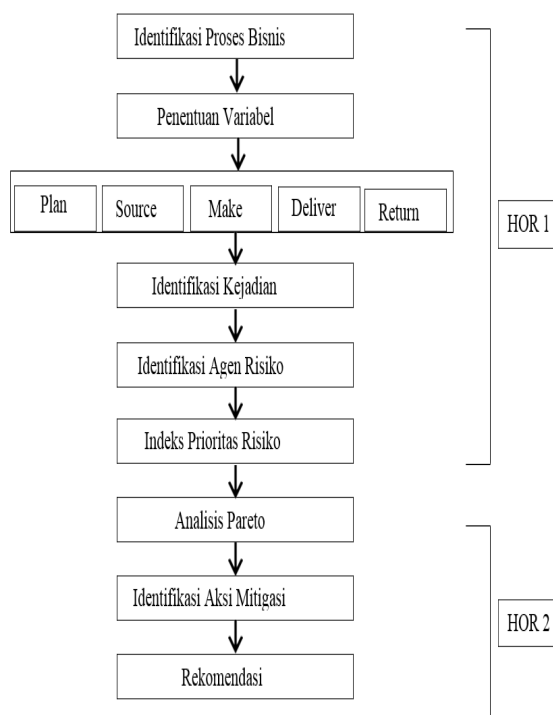 Identifikasi Proses Bisnis
Penentuan Variabel
Plan
Source
Make
Deliver
Return
HOR 1
Identifikasi Kejadian
Identifikasi Agen Risiko
Indeks Prioritas Risiko
Analisis Pareto
Identifikasi Aksi Mitigasi
HOR 2
Rekomendasi